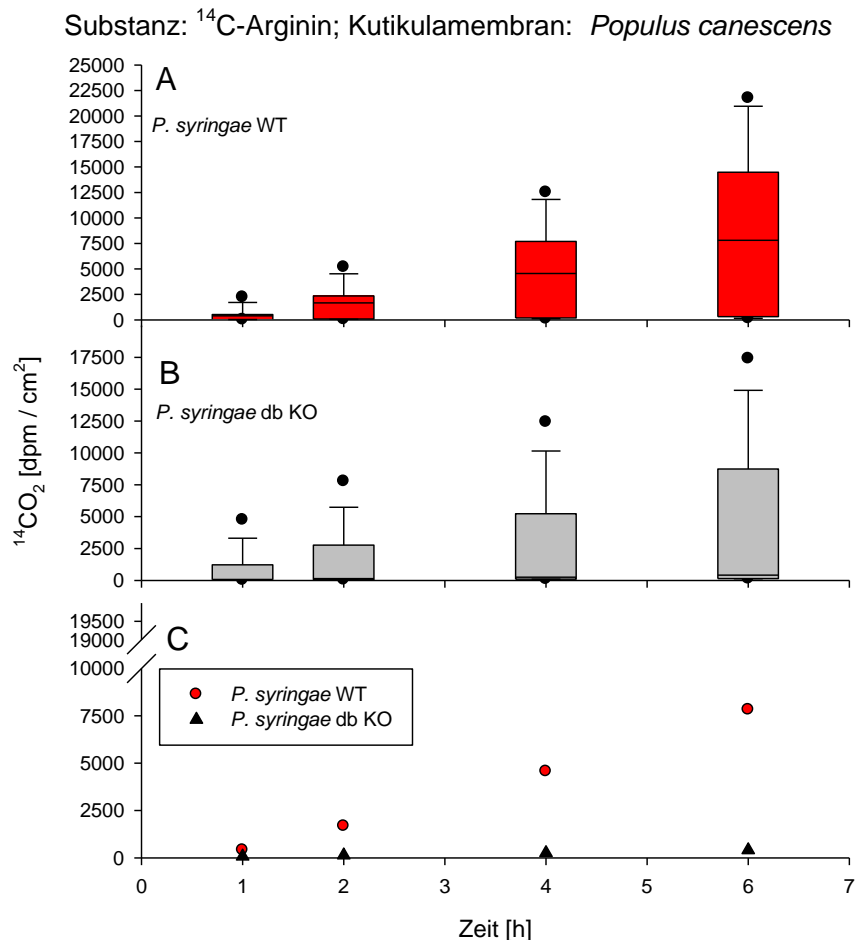 Substanz: ¹⁴C-Arginin; Kutikulamembran: Populus canescens
A
P. syringae WT
25000
22500
20000
17500
15000
12500
10000
7500
5000
2500
0
B
P. syringae db KO
17500
15000
12500
10000
7500
5000
2500
0
¹⁴CO₂ [dpm / cm²]
C
19500
19000
10000
7500
5000
2500
0
P. syringae WT
P. syringae db KO
0 1 2 3 4 5 6 7
Zeit [h]